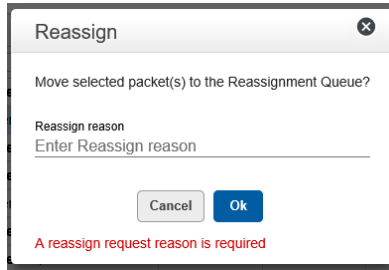 Reassign
Move selected packet(s) to the Reassignment Queue?
Reassign reason
Enter Reassign reason
Cancel Ok
A reassign request reason is required